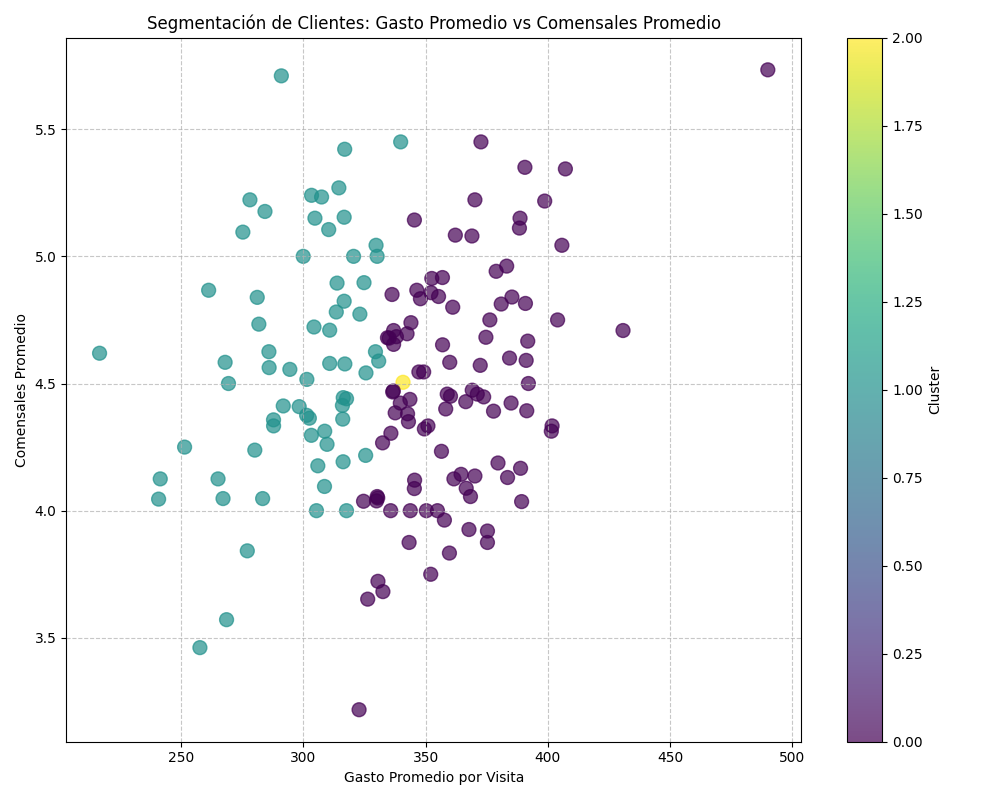 Segmentación de Clientes: Gasto Promedio vs Comensales Promedio
Comensales Promedio
5.5
5.0
4.5
4.0
3.5
250 300 350 400 450 500
Gasto Promedio por Visita
2.00
1.75
1.50
1.25
1.00
0.75
0.50
0.25
0.00
Cluster